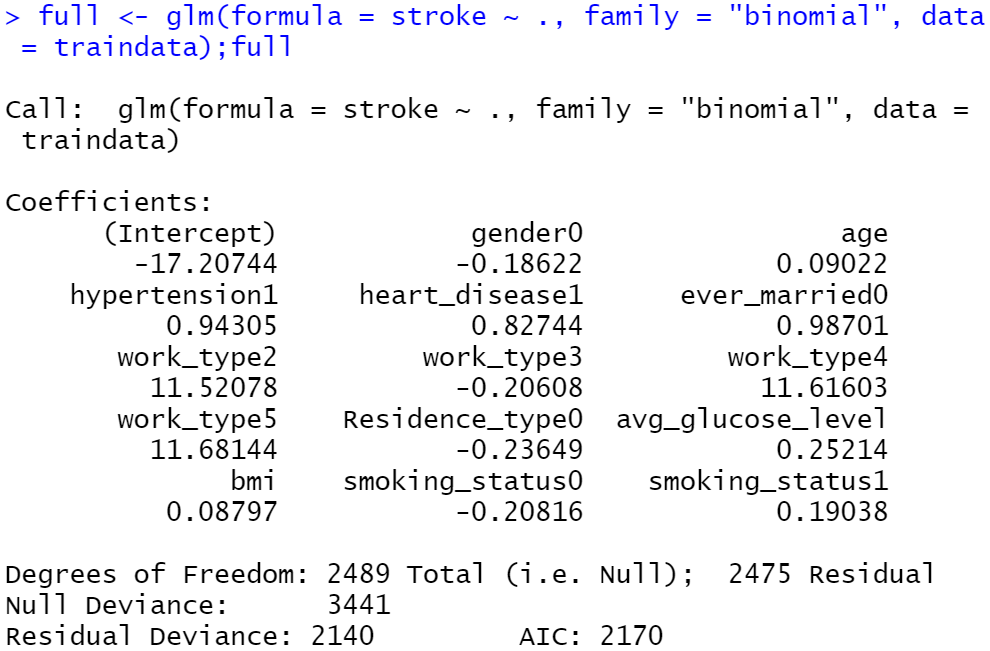 > full <- glm(formula = stroke ~ ., family = "binomial", data
 = traindata);full

Call:  glm(formula = stroke ~ ., family = "binomial", data =
 traindata)

Coefficients:
      (Intercept)            gender0                age
        -17.20744           -0.18622            0.09022
    hypertension1     heart_disease1      ever_married0
          0.94305            0.82744            0.98701
       work_type2         work_type3         work_type4
         11.52078           -0.20608           11.61603
       work_type5    Residence_type0  avg_glucose_level
         11.68144           -0.23649            0.25214
              bmi    smoking_status0    smoking_status1
          0.08797           -0.20816            0.19038

Degrees of Freedom: 2489 Total (i.e. Null);  2475 Residual
Null Deviance:      3441
Residual Deviance: 2140         AIC: 2170